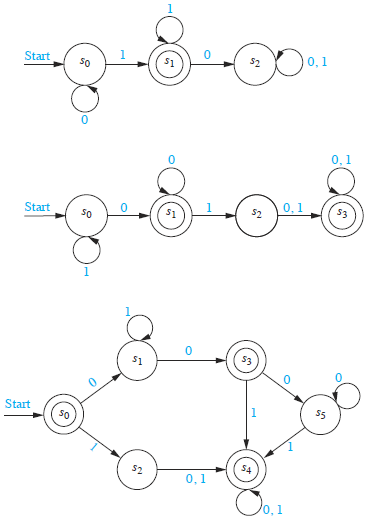 1
Start s0 1 s1 0 s2 0, 1
0
0 0, 1
Start s0 0 s1 1 s2 0, 1 s3
1
1
s1 0 s3
0 0 0
Start s0 1 s5
1 s2 0, 1 s4 1
0, 1